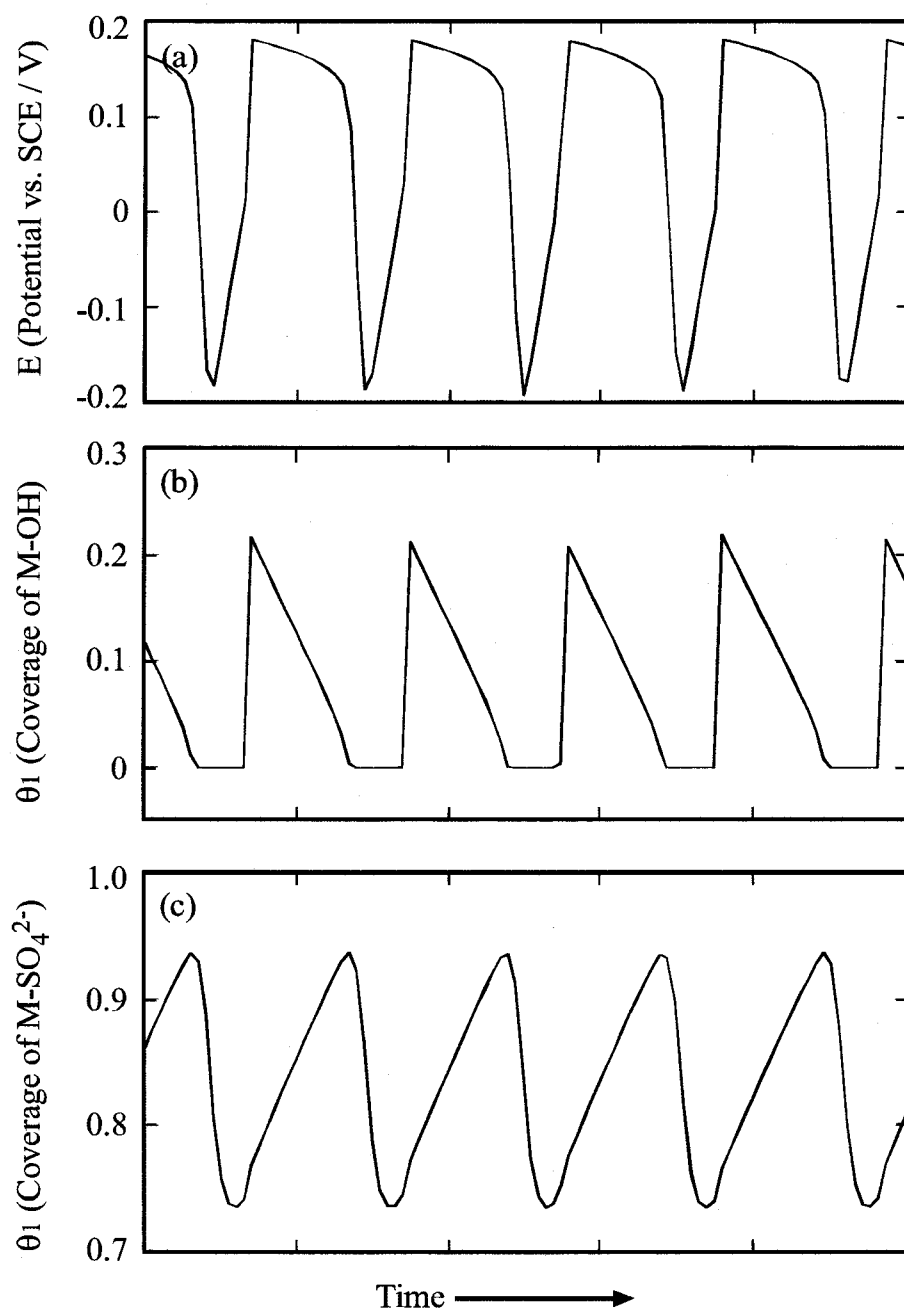 E (Potential vs. SCE / V)
(a)
0.2
0.1
0
-0.1
-0.2
θ1 (Coverage of M-OH)
(b)
0.3
0.2
0.1
0
θ1 (Coverage of M-SO₄²⁻)
(c)
1.0
0.9
0.8
0.7
Time